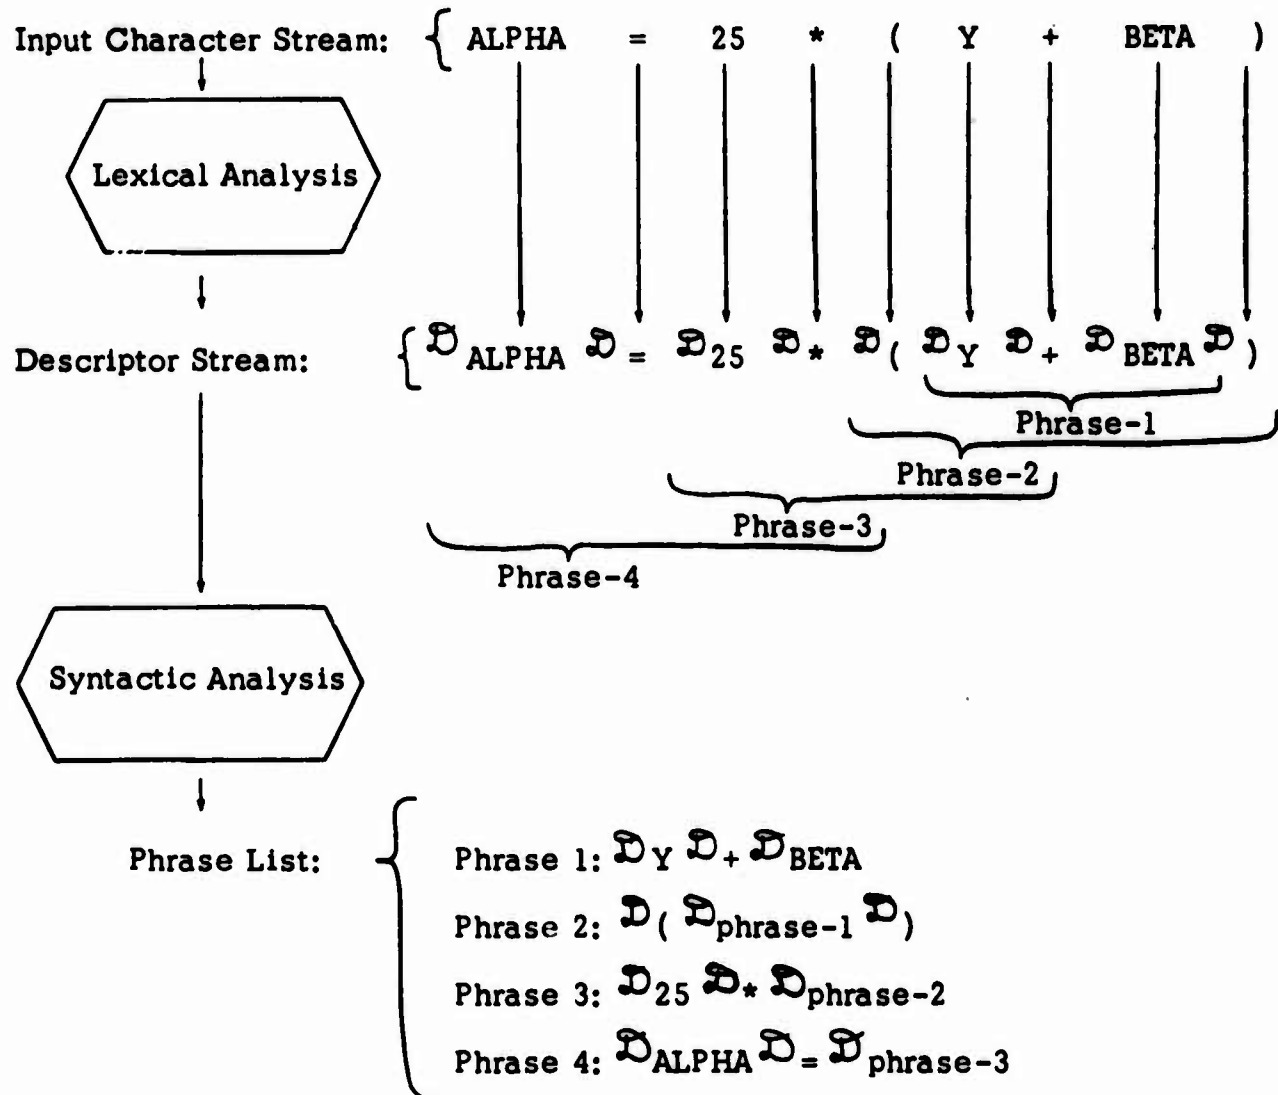 Input Character Stream: { ALPHA = 25 * ( Y + BETA )
Lexical Analysis
Descriptor Stream: { 𝒟ALPHA 𝒟= 𝒟25 𝒟* 𝒟( 𝒟Y 𝒟+ 𝒟BETA 𝒟)
Phrase-1
Phrase-2
Phrase-3
Phrase-4
Syntactic Analysis
Phrase List:
Phrase 1: 𝒟Y 𝒟+ 𝒟BETA
Phrase 2: 𝒟( 𝒟phrase-1 𝒟)
Phrase 3: 𝒟25 𝒟* 𝒟phrase-2
Phrase 4: 𝒟ALPHA 𝒟= 𝒟phrase-3